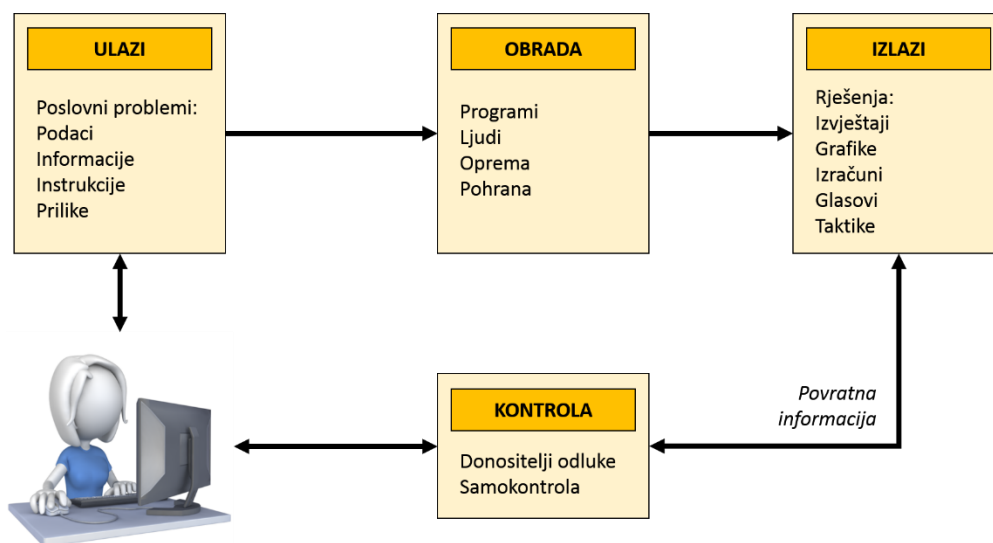 ULAZI
Poslovni problemi:
Podaci
Informacije
Instrukcije
Prilike
OBRADA
Programi
Ljudi
Oprema
Pohrana
IZLAZI
Rješenja:
Izvještaji
Grafike
Izračuni
Glasovi
Taktike
KONTROLA
Donositelji odluke
Samokontrola
Povratna
informacija